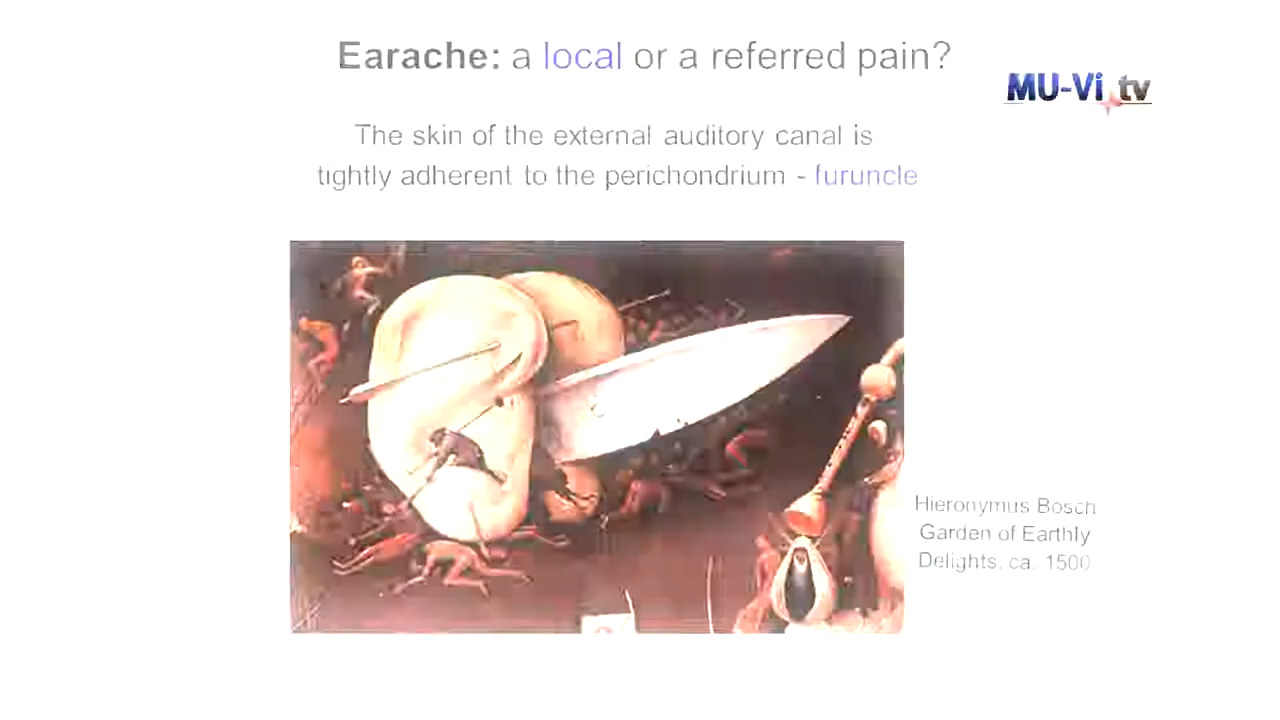 Earache: a local or a referred pain?
MU-Vi tv
The skin of the external auditory canal is
tightly adherent to the perichondrium - furuncle
Hieronymus Bosch
Garden of Earthly
Delights. ca. 1500